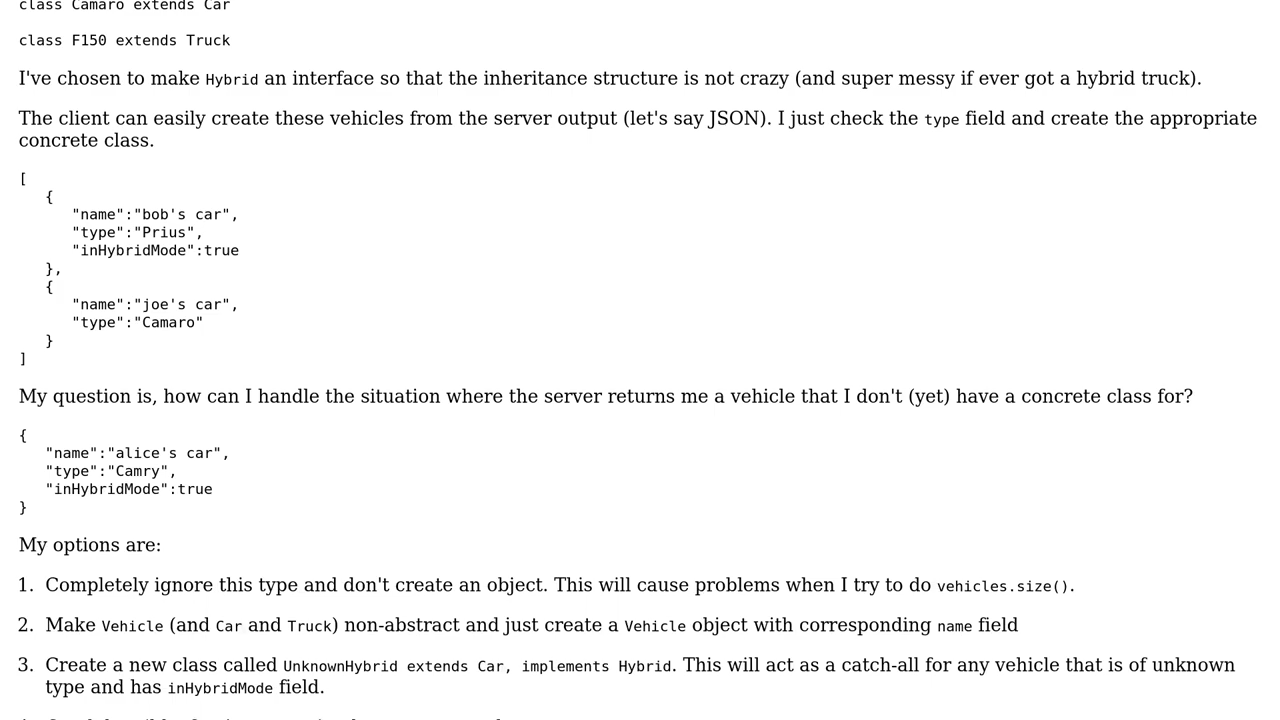 class Camaro extends Car
class F150 extends Truck
I've chosen to make Hybrid an interface so that the inheritance structure is not crazy (and super messy if ever got a hybrid truck).
The client can easily create these vehicles from the server output (let's say JSON). I just check the type field and create the appropriate
concrete class.
[
   {
      "name":"bob's car",
      "type":"Prius",
      "inHybridMode":true
   },
   {
      "name":"joe's car",
      "type":"Camaro"
   }
]
My question is, how can I handle the situation where the server returns me a vehicle that I don't (yet) have a concrete class for?
{
   "name":"alice's car",
   "type":"Camry",
   "inHybridMode":true
}
My options are:
1. Completely ignore this type and don't create an object. This will cause problems when I try to do vehicles.size().
2. Make Vehicle (and Car and Truck) non-abstract and just create a Vehicle object with corresponding name field
3. Create a new class called UnknownHybrid extends Car, implements Hybrid. This will act as a catch-all for any vehicle that is of unknown
type and has inHybridMode field.